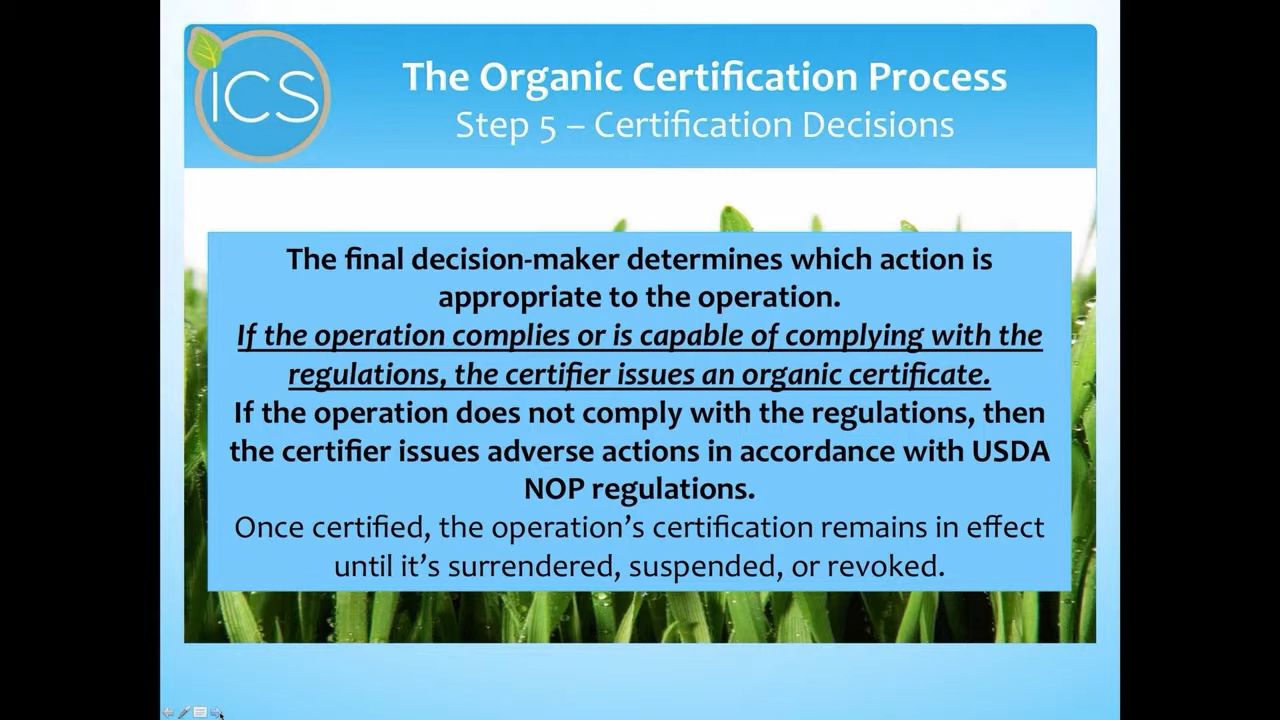 ICS
The Organic Certification Process
Step 5 – Certification Decisions
The final decision-maker determines which action is
appropriate to the operation.
If the operation complies or is capable of complying with the
regulations, the certifier issues an organic certificate.
If the operation does not comply with the regulations, then
the certifier issues adverse actions in accordance with USDA
NOP regulations.
Once certified, the operation’s certification remains in effect
until it’s surrendered, suspended, or revoked.